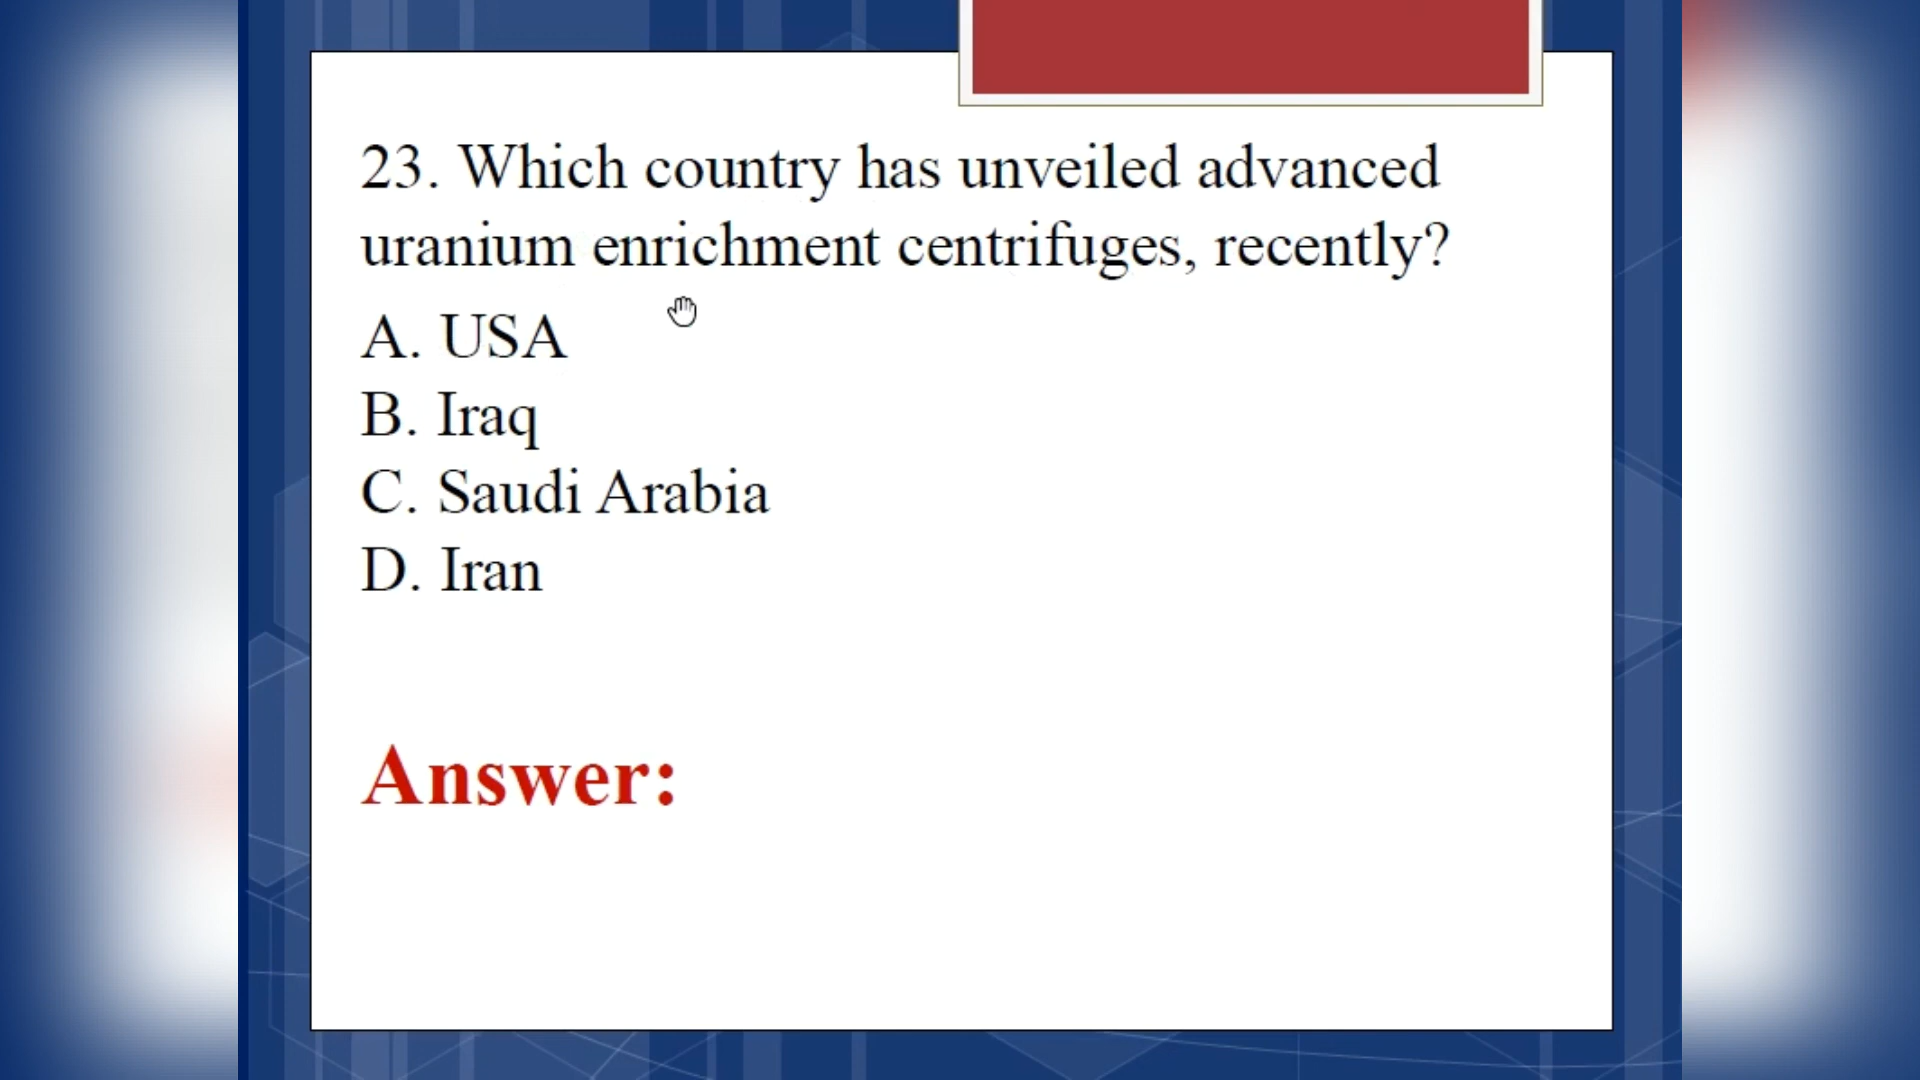 23. Which country has unveiled advanced
uranium enrichment centrifuges, recently?
A. USA
B. Iraq
C. Saudi Arabia
D. Iran
Answer: